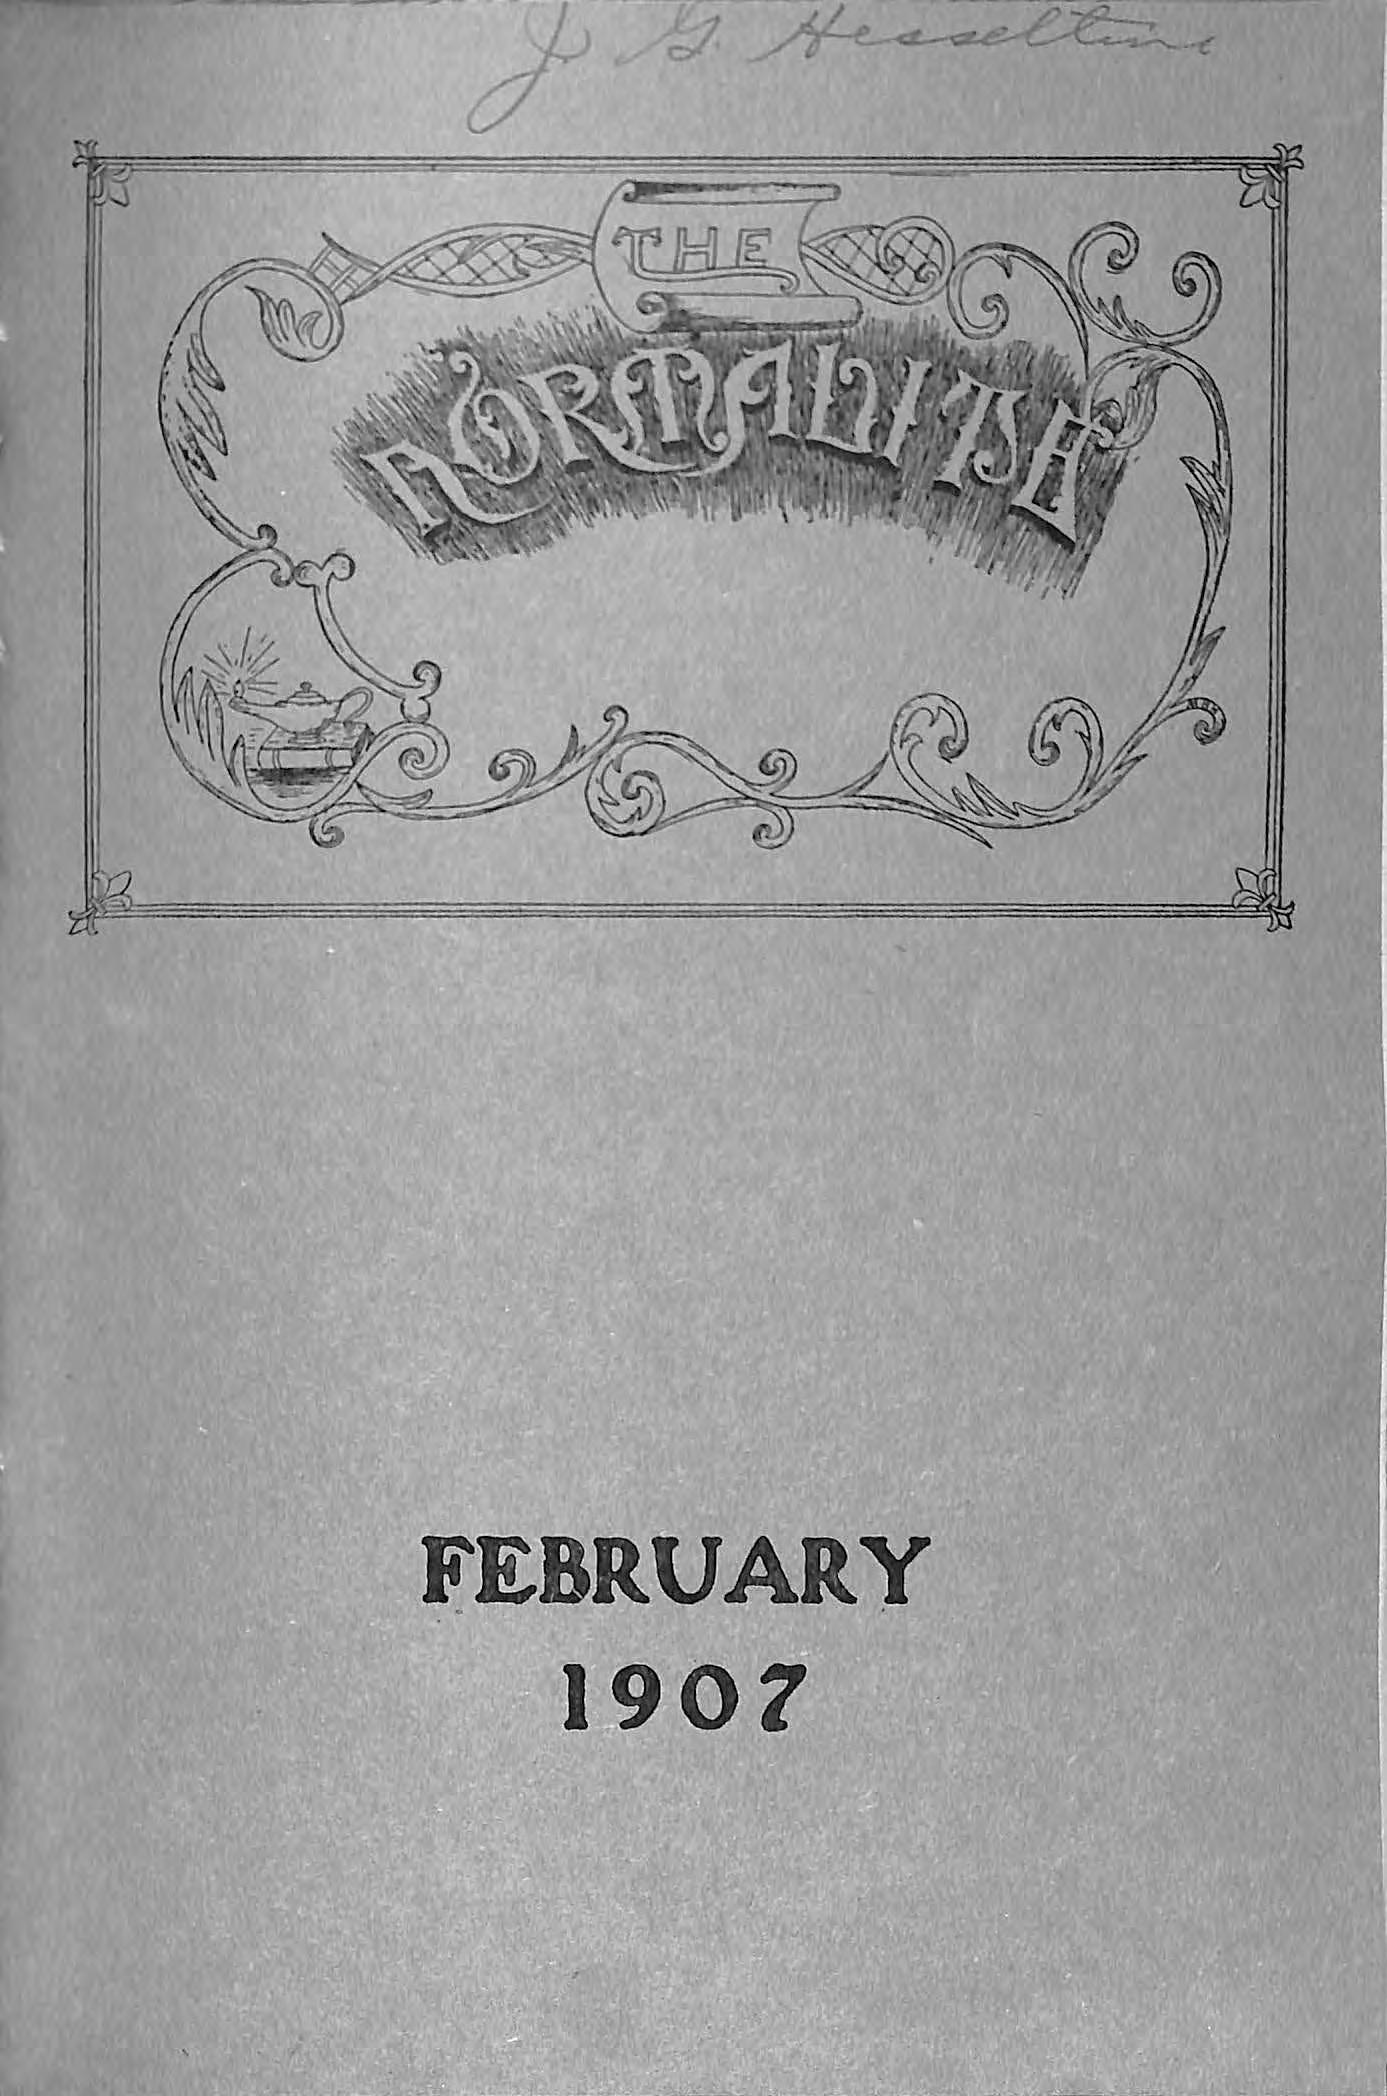 J. G. Hesseltine
THE
NORMALITE
FEBRUARY
1907